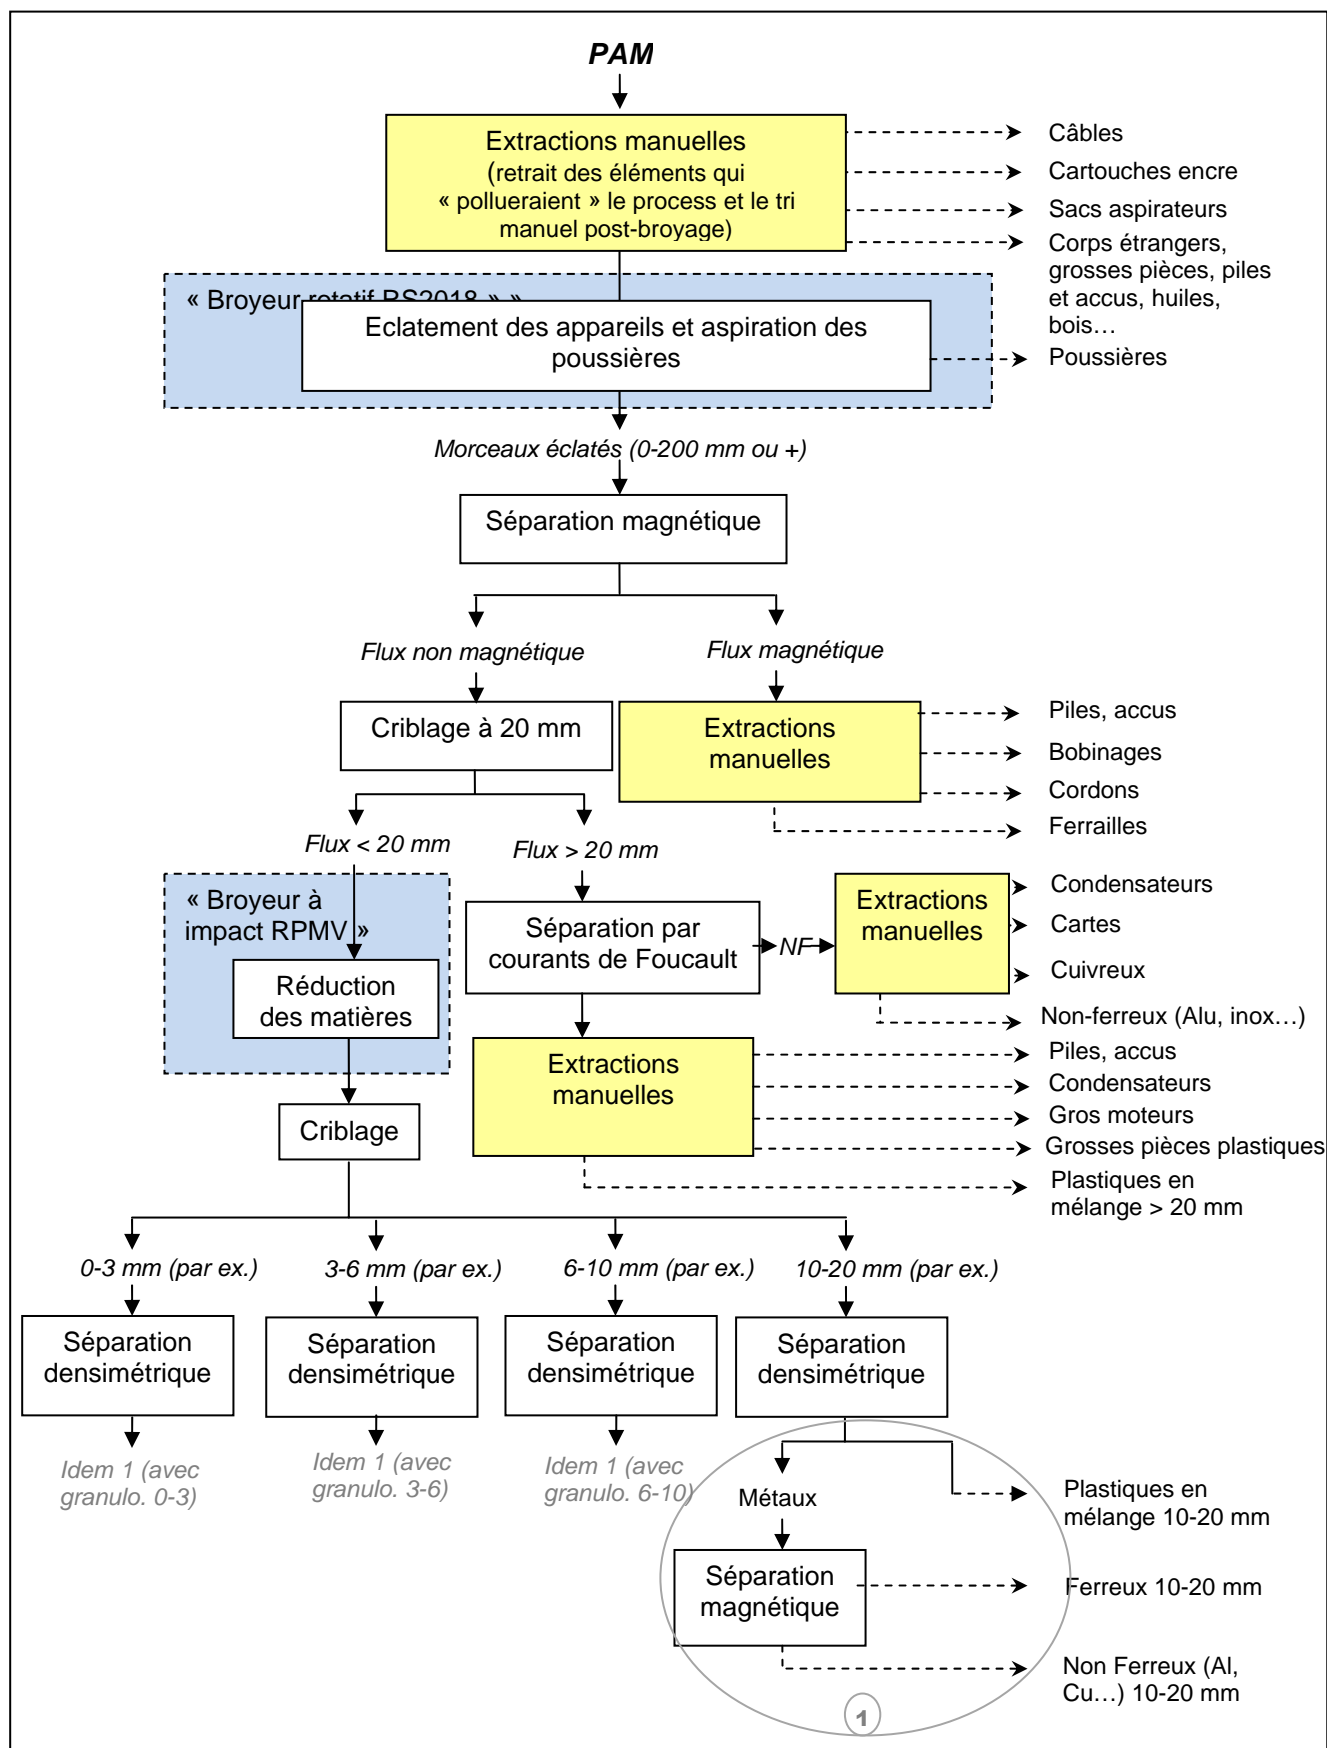 PAM
Extractions manuelles
(retrait des éléments qui
« pollueraient » le process et le tri
manuel post-broyage)
Câbles
Cartouches encre
Sacs aspirateurs
Corps étrangers,
grosses pièces, piles
et accus, huiles,
bois…
« Broyeur rotatif RS2018 » »
Eclatement des appareils et aspiration des
poussières
Poussières
Morceaux éclatés (0-200 mm ou +)
Séparation magnétique
Flux non magnétique
Flux magnétique
Criblage à 20 mm
Extractions
manuelles
Piles, accus
Bobinages
Cordons
Ferrailles
Flux < 20 mm
Flux > 20 mm
« Broyeur à
impact RPMV »
Réduction
des matières
Séparation par
courants de Foucault
NF
Extractions
manuelles
Condensateurs
Cartes
Cuivreux
Non-ferreux (Alu, inox…)
Extractions
manuelles
Piles, accus
Condensateurs
Gros moteurs
Grosses pièces plastiques
Plastiques en
mélange > 20 mm
Criblage
0-3 mm (par ex.)
3-6 mm (par ex.)
6-10 mm (par ex.)
10-20 mm (par ex.)
Séparation
densimétrique
Séparation
densimétrique
Séparation
densimétrique
Séparation
densimétrique
Idem 1 (avec
granulo. 0-3)
Idem 1 (avec
granulo. 3-6)
Idem 1 (avec
granulo. 6-10)
Métaux
Plastiques en
mélange 10-20 mm
Séparation
magnétique
Ferreux 10-20 mm
Non Ferreux (Al,
Cu…) 10-20 mm
1